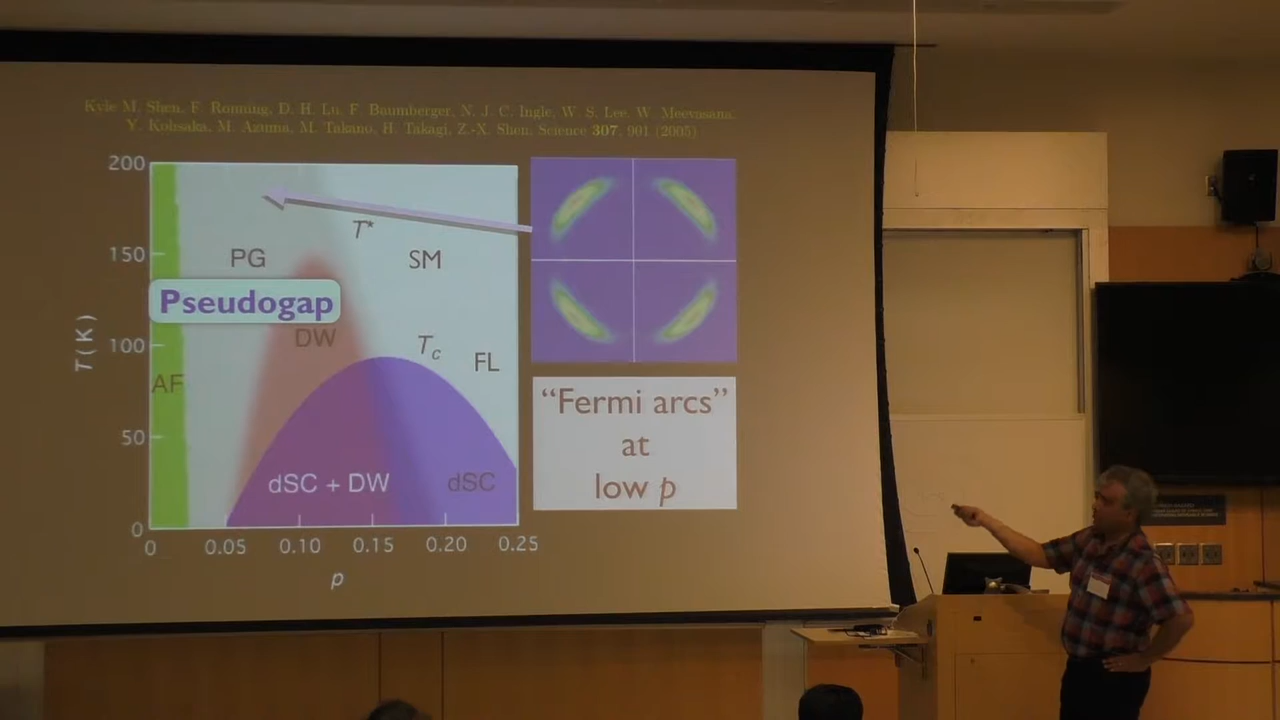 Kyle M. Shen, F. Ronning, D. H. Lu, F. Baumberger, N. J. C. Ingle, W. S. Lee, W. Meevasana,
Y. Kohsaka, M. Azuma, M. Takano, H. Takagi, Z.-X. Shen, Science 307, 901 (2005)
200
150
100
50
0
T(K)
T*
PG
SM
Pseudogap
DW
Tc
FL
AF
dSC + DW
dSC
0 0.05 0.10 0.15 0.20 0.25
p
“Fermi arcs”
at
low p